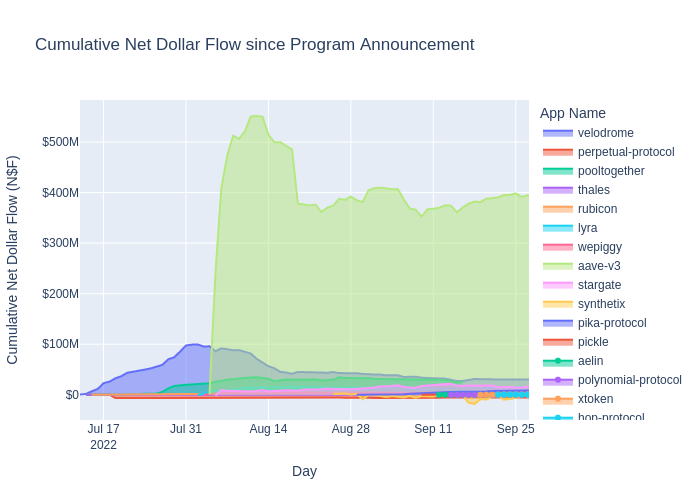 Cumulative Net Dollar Flow since Program Announcement
App Name
velodrome
perpetual-protocol
pooltogether
thales
rubicon
lyra
wepiggy
aave-v3
stargate
synthetix
pika-protocol
pickle
aelin
polynomial-protocol
xtoken
hop-protocol
Cumulative Net Dollar Flow (N$F)
$500M
$400M
$300M
$200M
$100M
$0
Jul 17
2022
Jul 31
Aug 14
Aug 28
Sep 11
Sep 25
Day